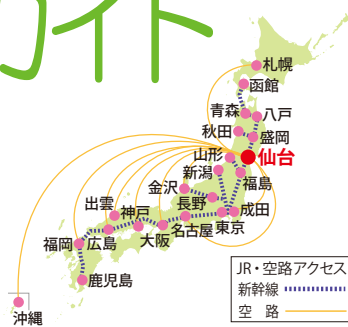 ガイト
札幌
函館
青森
八戸
秋田
盛岡
山形
仙台
新潟
金沢
福島
出雲
神戸
長野
成田
福岡
広島
大阪
名古屋
東京
鹿児島
沖縄
JR・空路アクセス
新幹線
空 路